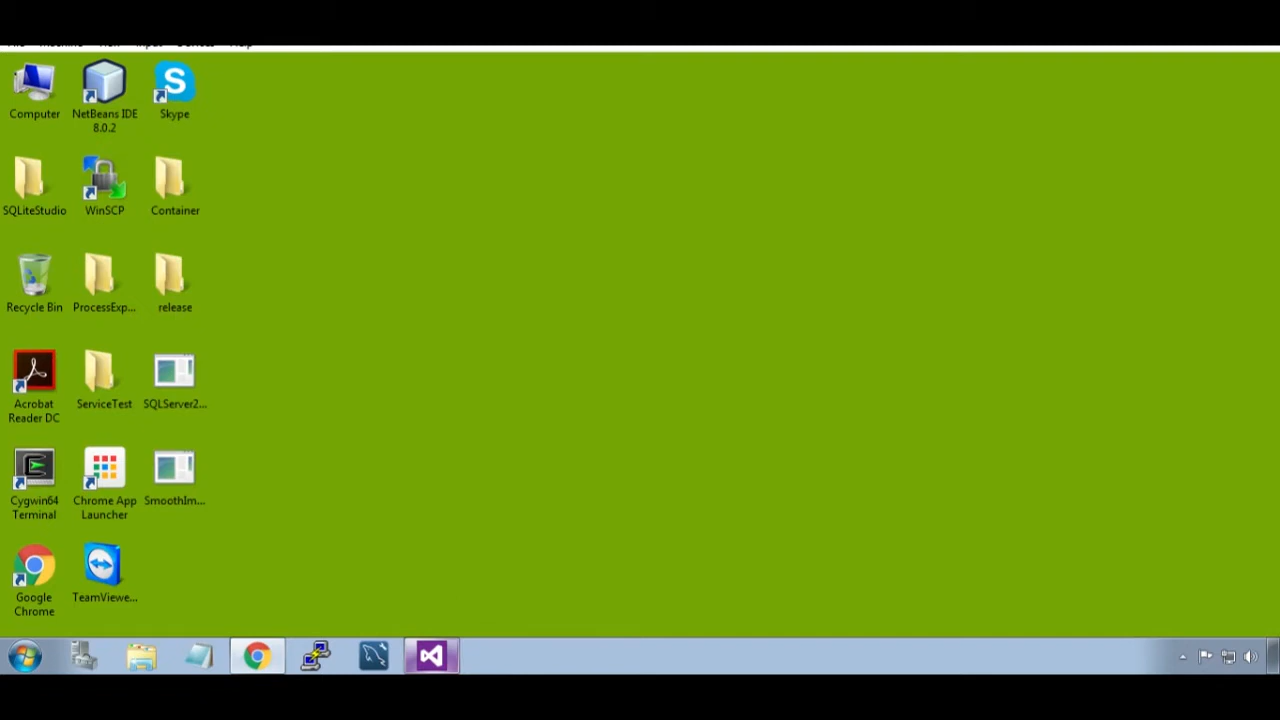 Computer
NetBeans IDE
8.0.2
Skype
SQLiteStudio
WinSCP
Container
Recycle Bin
ProcessExp...
release
Acrobat
Reader DC
ServiceTest
SQLServer2...
Cygwin64
Terminal
Chrome App
Launcher
SmoothIm...
Google
Chrome
TeamViewe...